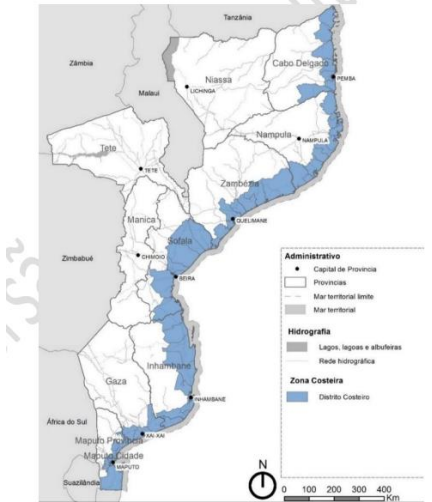 Tanzânia
Zâmbia
Malaui
Cabo Delgado
Niassa
PEMBA
LICHINGA
Nampula
NAMPULA
Tete
TETE
Zambézia
Manica
QUELIMANE
Sofala
Zimbabué
CHIMOIO
BEIRA
Inhambane
Gaza
INHAMBANE
África do Sul
Maputo Província
XAI-XAI
Maputo Cidade
MAPUTO
Suazilândia
Administrativo
Capital de Província
Províncias
Mar territorial limite
Mar territorial
Hidrografia
Lagos, lagoas e albufeiras
Rede hidrográfica
Zona Costeira
Distrito Costeiro
N
0 100 200 300 400
Km